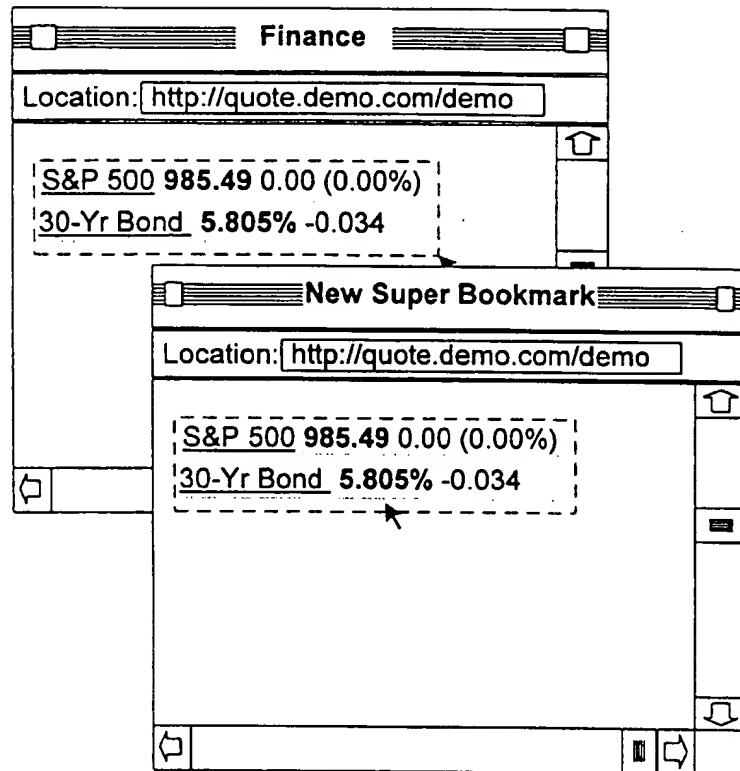 Finance
Location: http://quote.demo.com/demo
S&P 500 985.49 0.00 (0.00%)
30-Yr Bond 5.805% -0.034
New Super Bookmark
Location: http://quote.demo.com/demo
S&P 500 985.49 0.00 (0.00%)
30-Yr Bond 5.805% -0.034